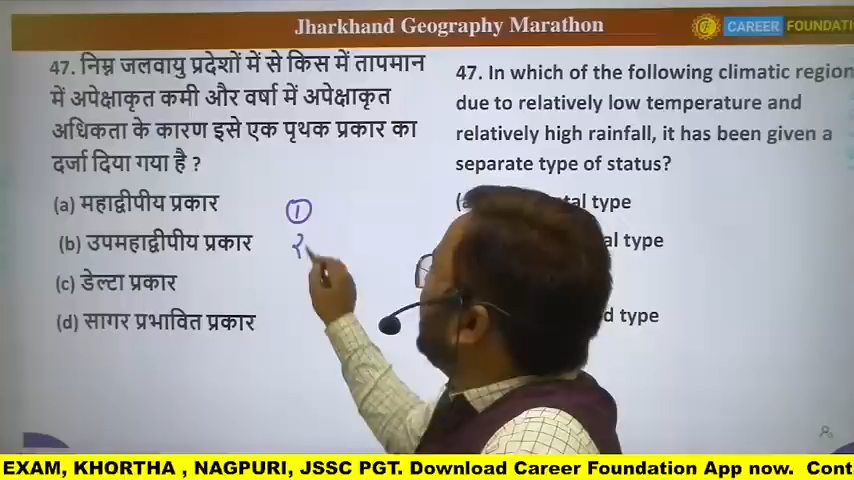 Jharkhand Geography Marathon
CAREER FOUNDATI
47. निम्न जलवायु प्रदेशों में से किस में तापमान
में अपेक्षाकृत कमी और वर्षा में अपेक्षाकृत
अधिकता के कारण इसे एक पृथक प्रकार का
दर्जा दिया गया है ?
(a) महाद्वीपीय प्रकार
(b) उपमहाद्वीपीय प्रकार
(c) डेल्टा प्रकार
(d) सागर प्रभावित प्रकार
1
47. In which of the following climatic region
due to relatively low temperature and
relatively high rainfall, it has been given a
separate type of status?
tal type
al type
d type
EXAM, KHORTHA , NAGPURI, JSSC PGT. Download Career Foundation App now. Cont